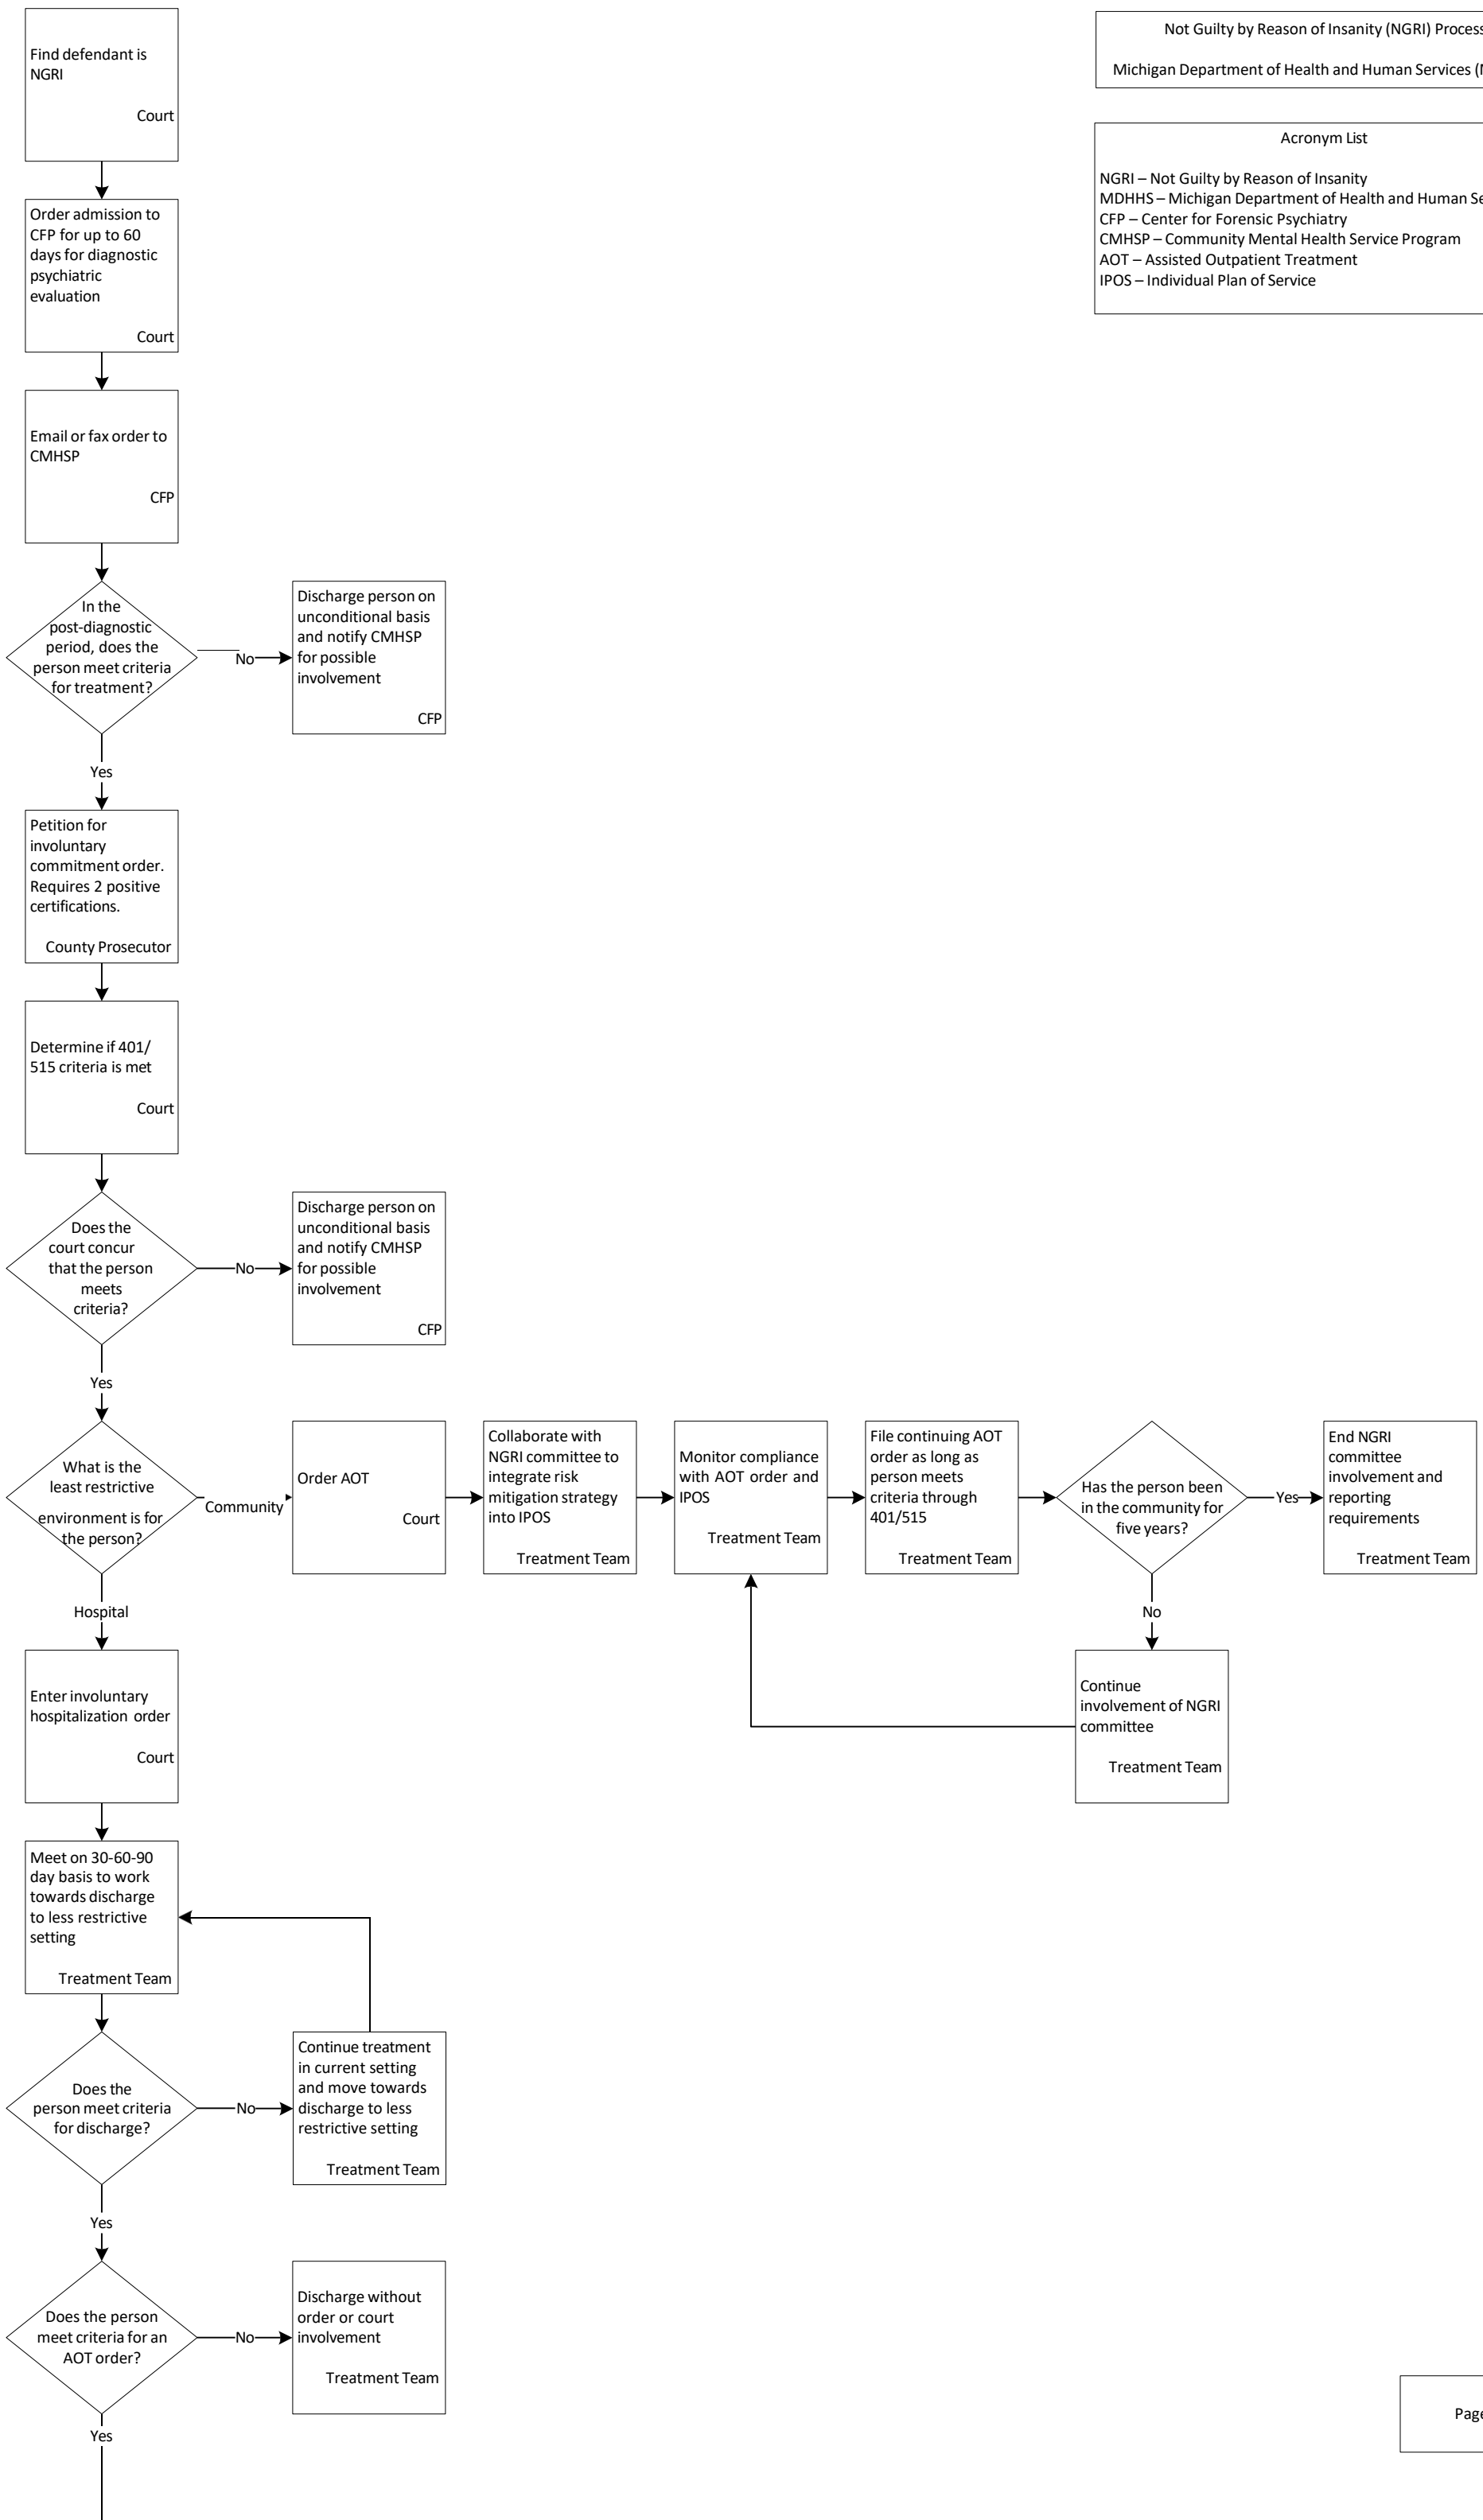 Not Guilty by Reason of Insanity (NGRI) Process
Michigan Department of Health and Human Services
Acronym List
NGRI – Not Guilty by Reason of Insanity
MDHHS – Michigan Department of Health and Human
CFP – Center for Forensic Psychiatry
CMHSP – Community Mental Health Service Program
AOT – Assisted Outpatient Treatment
IPOS – Individual Plan of Service
Find defendant is
NGRI
Court
Order admission to
CFP for up to 60
days for diagnostic
psychiatric
evaluation
Court
Email or fax order to
CMHSP
CFP
In the
post-diagnostic
period, does the
person meet criteria
for treatment?
No
Discharge person on
unconditional basis
and notify CMHSP
for possible
involvement
CFP
Yes
Petition for
involuntary
commitment order.
Requires 2 positive
certifications.
County Prosecutor
Determine if 401/
515 criteria is met
Court
Does the
court concur
that the person
meets
criteria?
No
Discharge person on
unconditional basis
and notify CMHSP
for possible
involvement
CFP
Yes
What is the
least restrictive
environment is for
the person?
Community
Order AOT
Court
Collaborate with
NGRI committee to
integrate risk
mitigation strategy
into IPOS
Treatment Team
Monitor compliance
with AOT order and
IPOS
Treatment Team
File continuing AOT
order as long as
person meets
criteria through
401/515
Treatment Team
Has the person been
in the community for
five years?
Yes
End NGRI
committee
involvement and
reporting
requirements
Treatment Team
No
Continue
involvement of NGRI
committee
Treatment Team
Hospital
Enter involuntary
hospitalization order
Court
Meet on 30-60-90
day basis to work
towards discharge
to less restrictive
setting
Treatment Team
Does the
person meet criteria
for discharge?
No
Continue treatment
in current setting
and move towards
discharge to less
restrictive setting
Treatment Team
Yes
Does the person
meet criteria for an
AOT order?
No
Discharge without
order or court
involvement
Treatment Team
Yes
Page